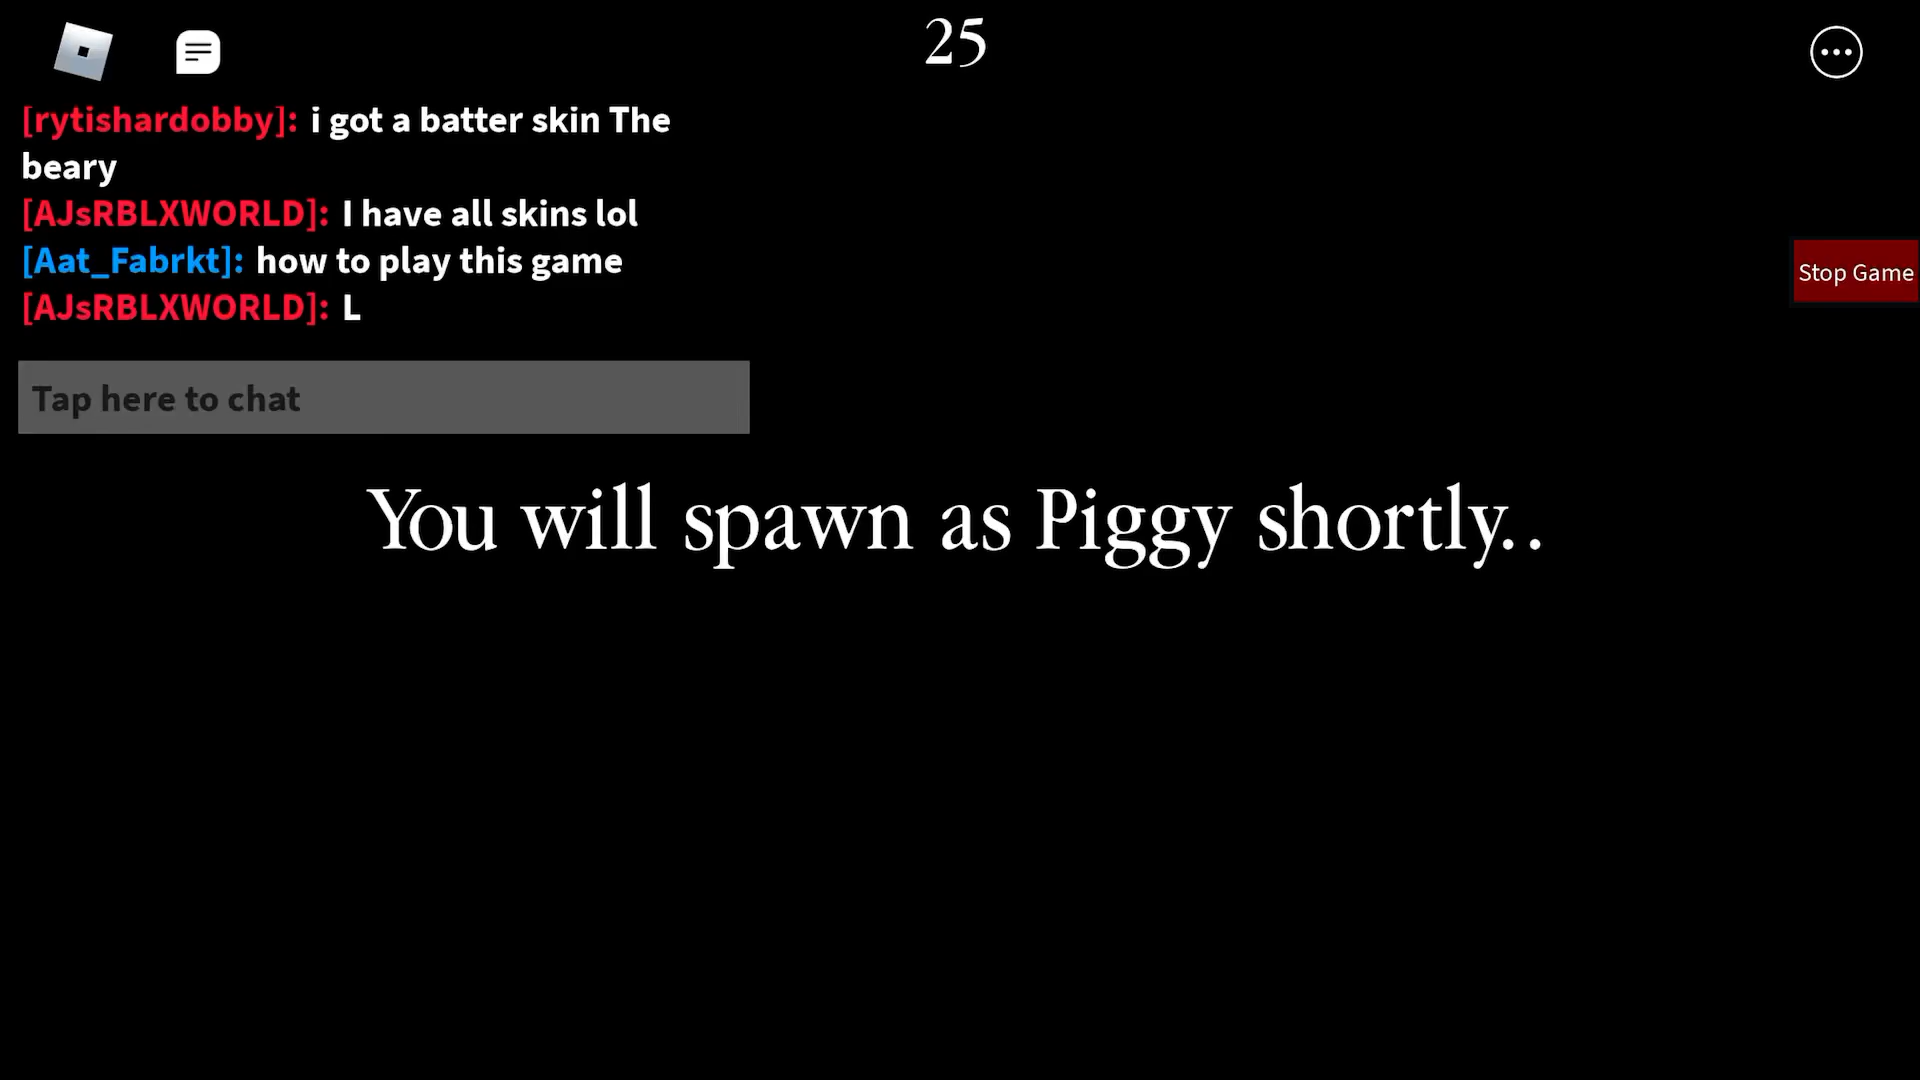 25
[rytishardobby]: i got a batter skin The
beary
[AJsRBLXWORLD]: I have all skins lol
[Aat_Fabrkt]: how to play this game
[AJsRBLXWORLD]: L
Stop Game
Tap here to chat
You will spawn as Piggy shortly..